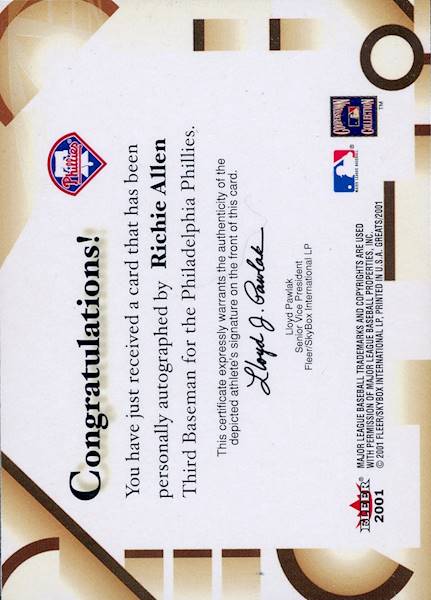 Congratulations!
Phillies
You have just received a card that has been
personally autographed by Richie Allen
Third Baseman for the Philadelphia Phillies.
This certificate expressly warrants the authenticity of the
depicted athlete's signature on the front of this card.
Lloyd J. Pawlak
Lloyd Pawlak
Senior Vice President
Fleer/SkyBox International LP
FLEER®
2001
MAJOR LEAGUE BASEBALL TRADEMARKS AND COPYRIGHTS ARE USED
WITH PERMISSION OF MAJOR LEAGUE BASEBALL PROPERTIES, INC.
© 2001 FLEER/SKYBOX INTERNATIONAL LP, PRINTED IN U.S.A. GREATS/2001
COOPERSTOWN
COLLECTION
TM